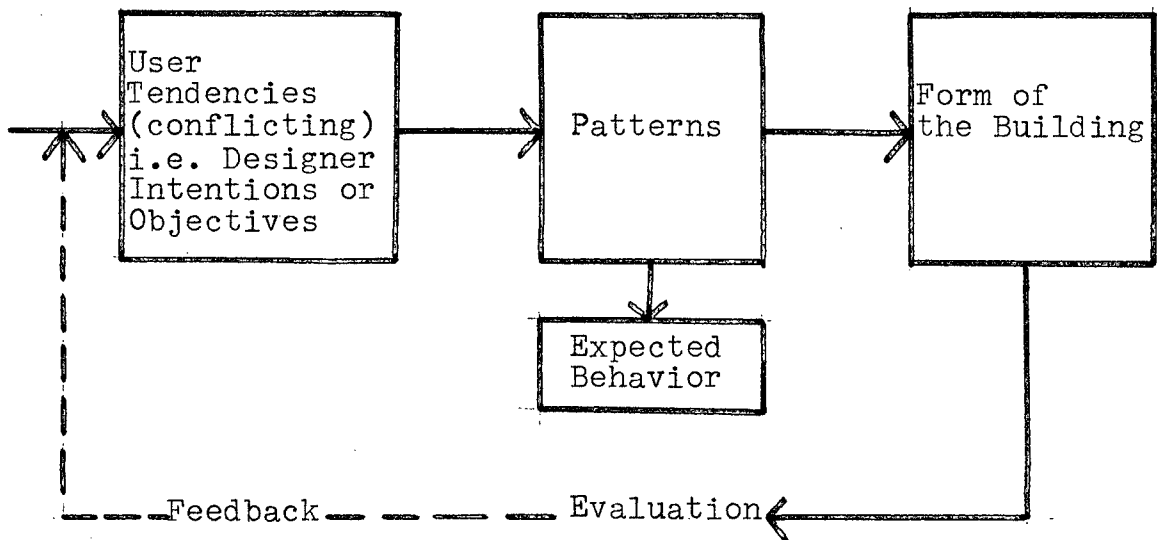 User
Tendencies
(conflicting)
i.e. Designer
Intentions or
Objectives
Patterns
Form of
the Building
Expected
Behavior
Feedback
Evaluation